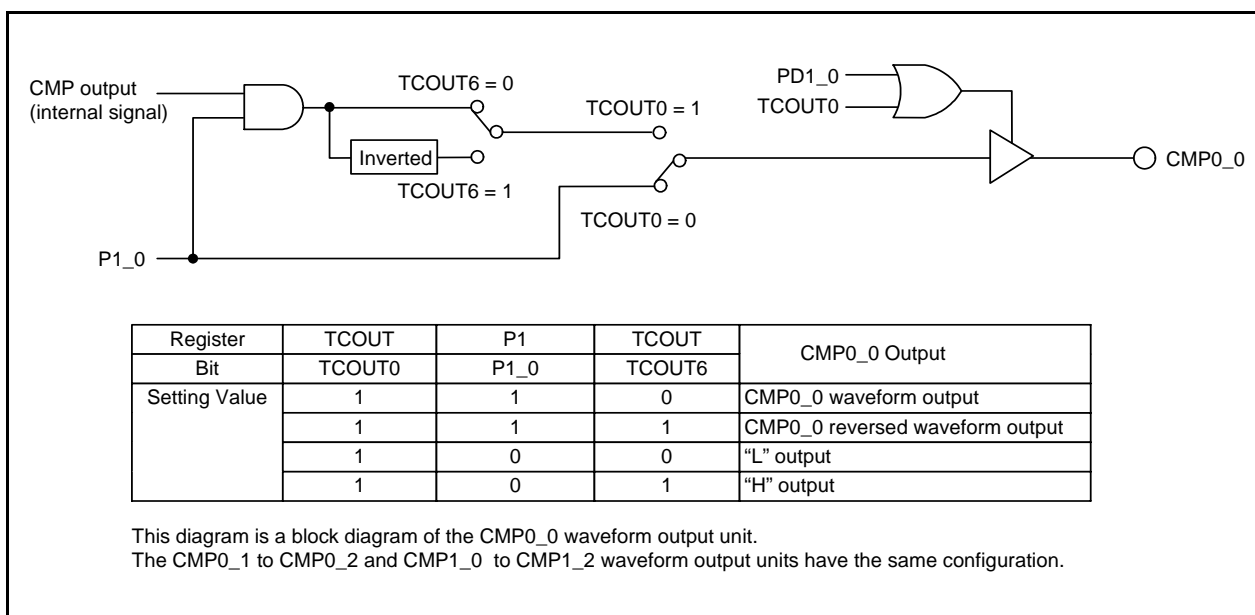 CMP output
(internal signal)
TCOUT6 = 0
TCOUT0 = 1
PD1_0
TCOUT0
Inverted
TCOUT6 = 1
TCOUT0 = 0
CMP0_0
P1_0
Register TCOUT P1 TCOUT CMP0_0 Output
Bit TCOUT0 P1_0 TCOUT6
Setting Value 1 1 0 CMP0_0 waveform output
1 1 1 CMP0_0 reversed waveform output
1 0 0 “L” output
1 0 1 “H” output
This diagram is a block diagram of the CMP0_0 waveform output unit.
The CMP0_1 to CMP0_2 and CMP1_0 to CMP1_2 waveform output units have the same configuration.